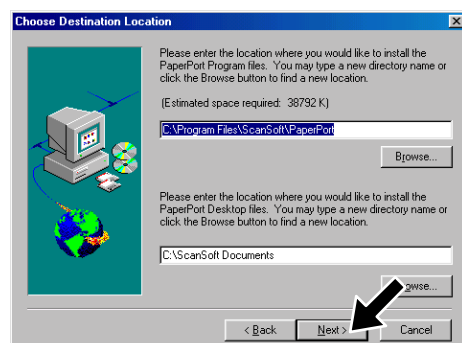 Choose Destination Location
Please enter the location where you would like to install the
PaperPort Program files. You may type a new directory name or
click the Browse button to find a new location.
(Estimated space required: 38792 K)
C:\Program Files\ScanSoft\PaperPort
Browse...
Please enter the location where you would like to install the
PaperPort Desktop files. You may type a new directory name or
click the Browse button to find a new location.
C:\ScanSoft Documents
owse...
< Back Next > Cancel